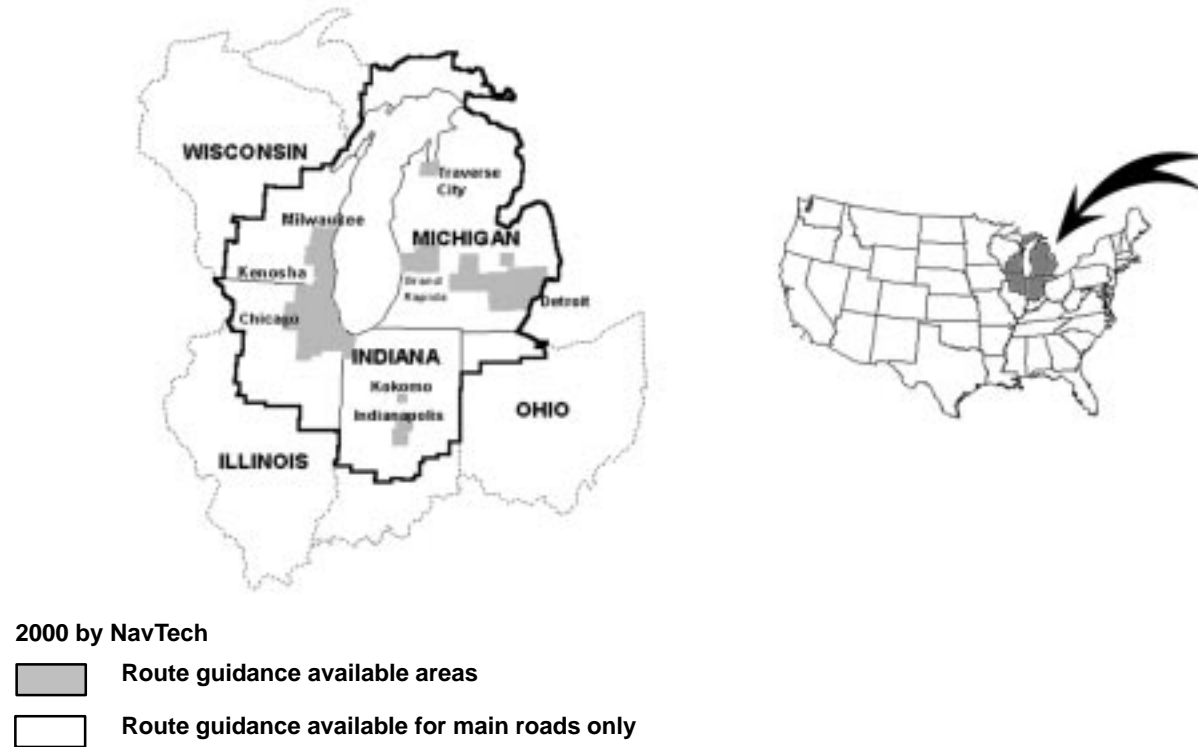 WISCONSIN
Traverse
City
Milwaukee
MICHIGAN
Kenosha
Grand
Rapids
Detroit
Chicago
INDIANA
Kokomo
Indianapolis
OHIO
ILLINOIS
2000 by NavTech
Route guidance available areas
Route guidance available for main roads only